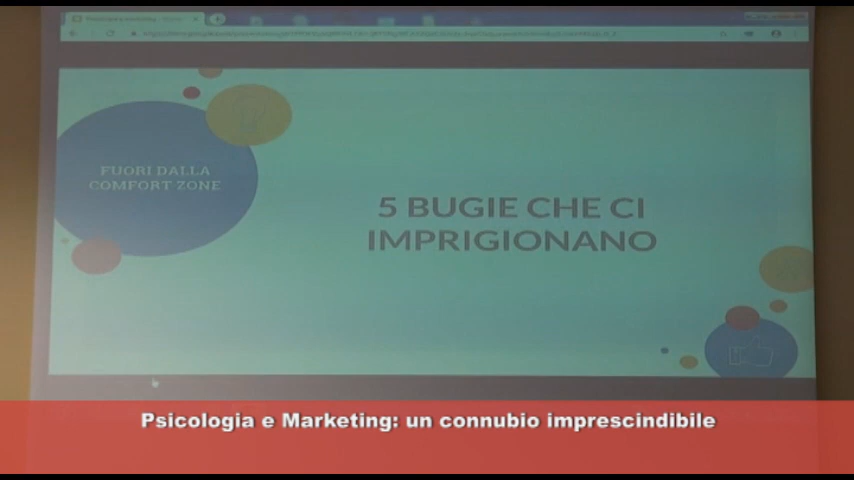 FUORI DALLA
COMFORT ZONE
5 BUGIE CHE CI
IMPRIGIONANO
Psicologia e Marketing: un connubio imprescindibile